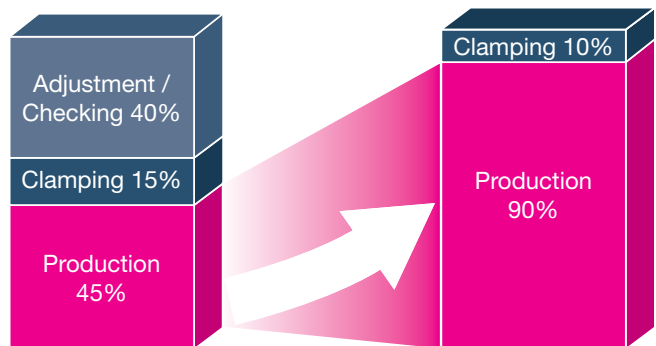 Adjustment /
Checking 40%
Clamping 15%
Production
45%
Clamping 10%
Production
90%